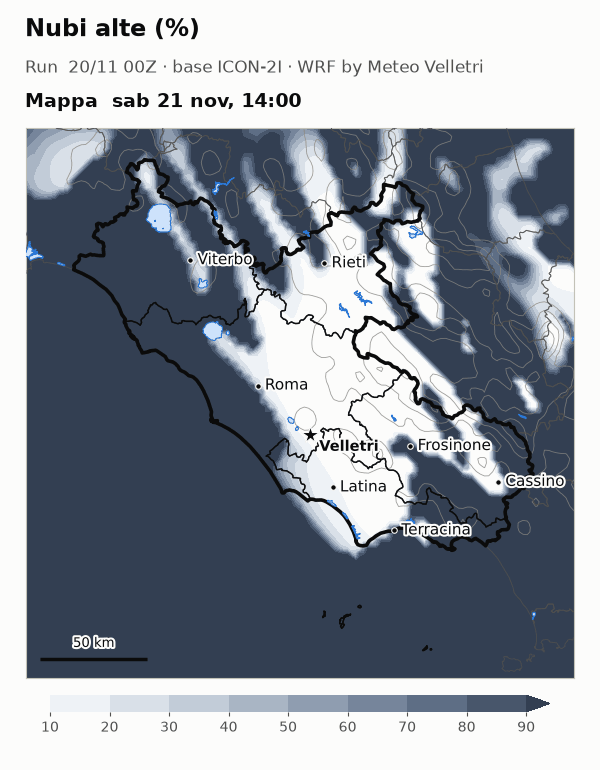 Nubi alte (%)
Run  20/11 00Z · base ICON-2I · WRF by Meteo Velletri
Mappa  sab 21 nov, 14:00
Viterbo
Rieti
Roma
Velletri
Frosinone
Cassino
Latina
Terracina
50 km
10 20 30 40 50 60 70 80 90